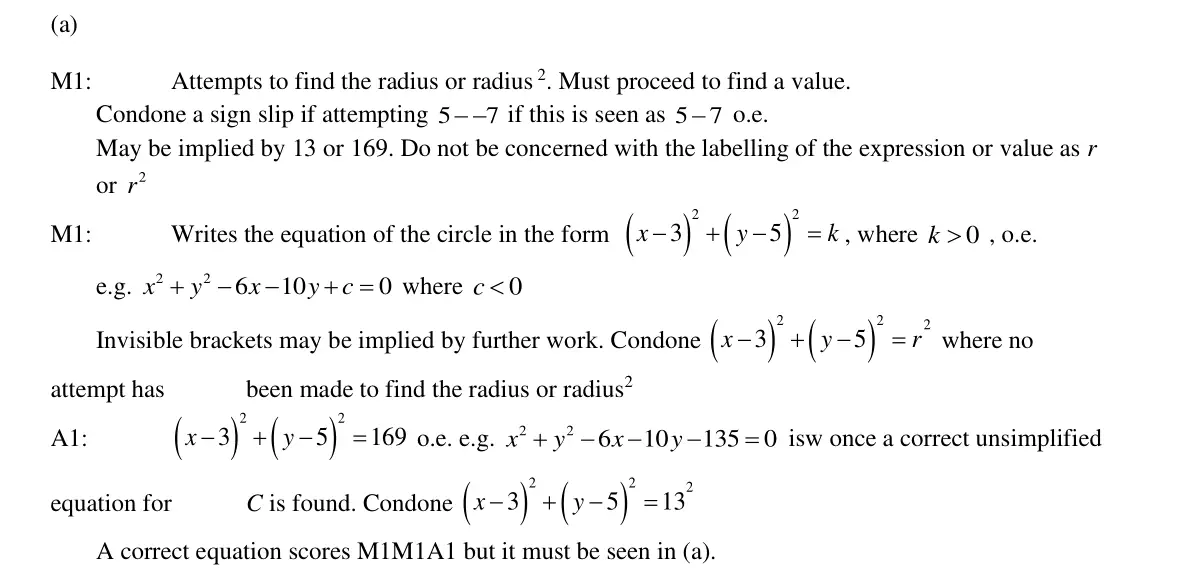 (a)
M1: Attempts to find the radius or radius². Must proceed to find a value.
Condone a sign slip if attempting 5−−7 if this is seen as 5−7 o.e.
May be implied by 13 or 169. Do not be concerned with the labelling of the expression or value as r
or r²
M1: Writes the equation of the circle in the form (x−3)²+(y−5)²=k, where k>0 , o.e.
e.g. x²+y²−6x−10y+c=0 where c<0
Invisible brackets may be implied by further work. Condone (x−3)²+(y−5)²=r² where no
attempt has been made to find the radius or radius²
A1: (x−3)²+(y−5)²=169 o.e. e.g. x²+y²−6x−10y−135=0 isw once a correct unsimplified
equation for C is found. Condone (x−3)²+(y−5)²=13²
A correct equation scores M1M1A1 but it must be seen in (a).